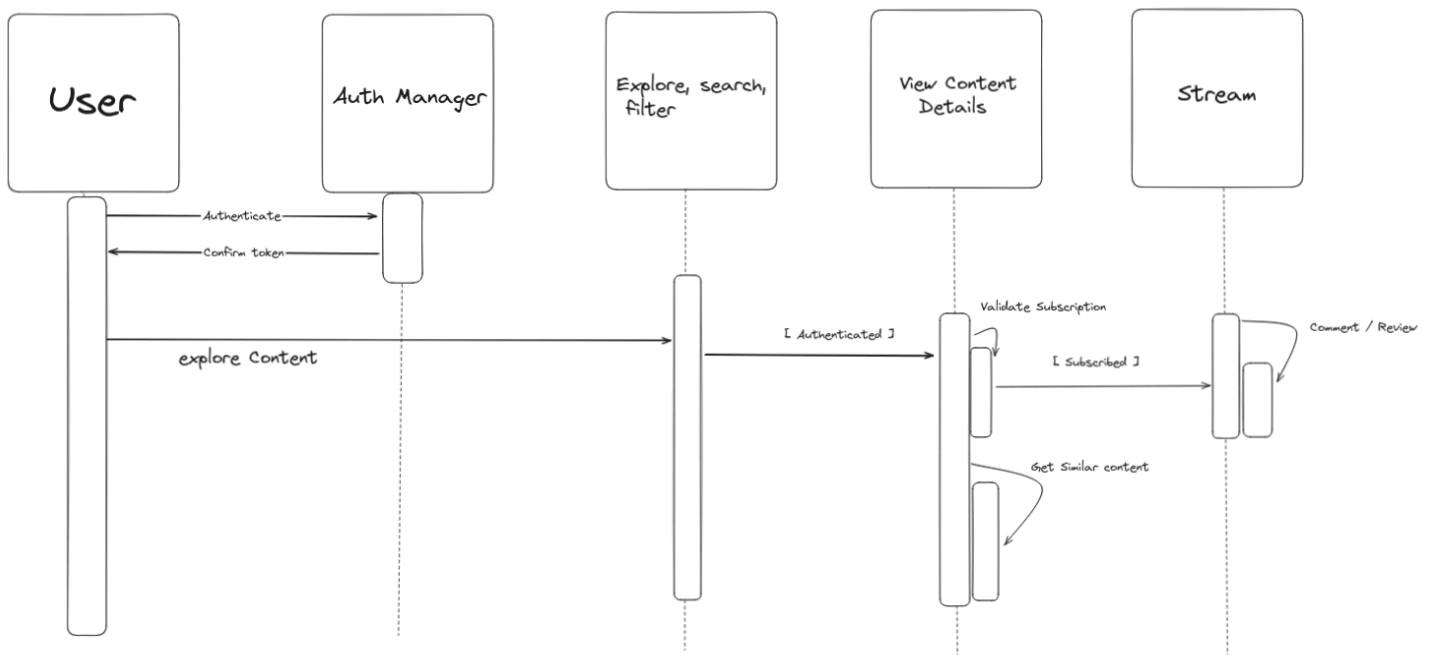 User
Auth Manager
Explore, search,
filter
View Content
Details
Stream
Authenticate
Confirm token
explore Content
[ Authenticated ]
Validate Subscription
[ Subscribed ]
Comment / Review
Get Similar content